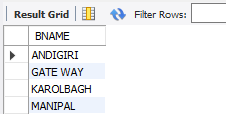 Result Grid Filter Rows:
BNAME
ANDIGIRI
GATE WAY
KAROLBAGH
MANIPAL